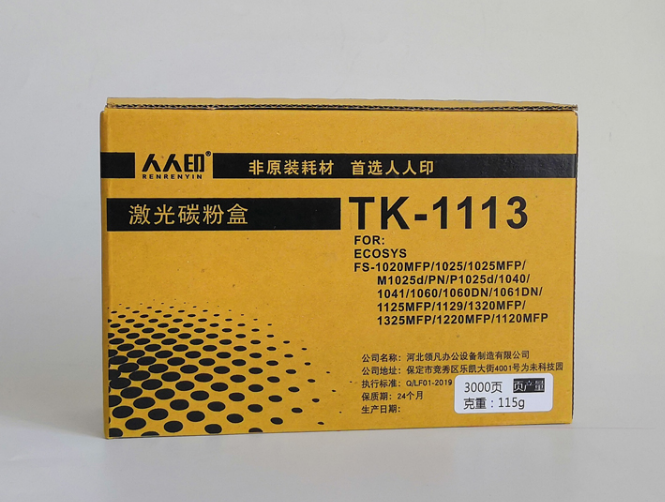 人人印®
RENRENYIN
非原装耗材 首选人人印
激光碳粉盒
TK-1113
FOR:
ECOSYS
FS-1020MFP/1025/1025MFP/
M1025d/PN/P1025d/1040/
1041/1060/1060DN/1061DN/
1125MFP/1129/1320MFP/
1325MFP/1220MFP/1120MFP
公司名称：河北领凡办公设备制造有限公司
公司地址：保定市竞秀区乐凯大街4001号为未科技园
执行标准：Q/LF01-2019
保质期：24个月
生产日期：
3000页 页产量
克重：115g